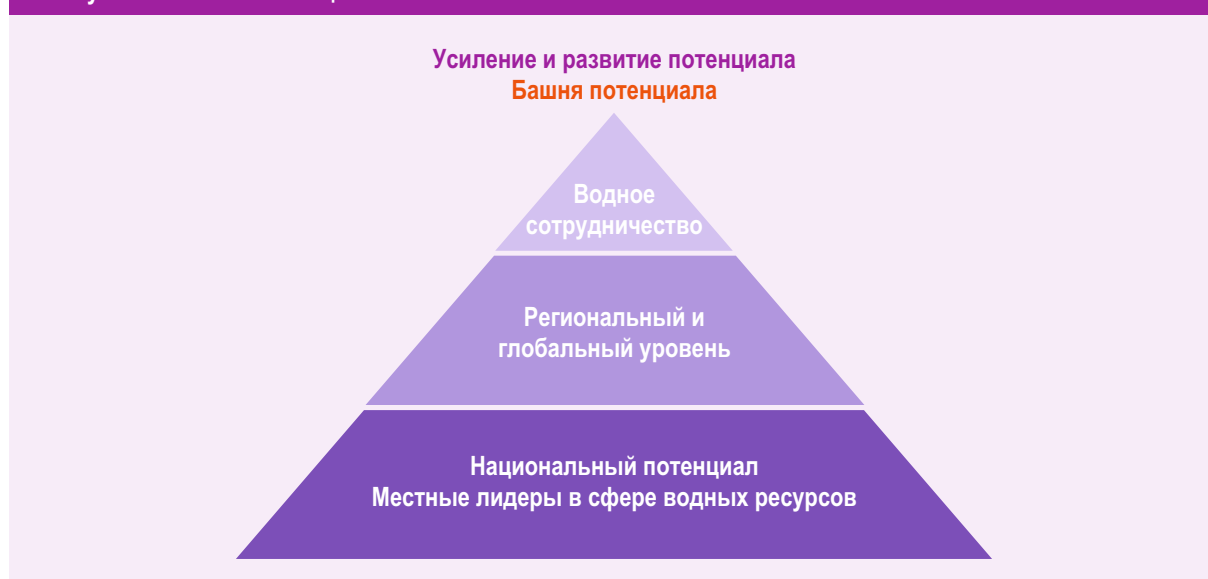 Усиление и развитие потенциала
Башня потенциала
Водное
сотрудничество
Региональный и
глобальный уровень
Национальный потенциал
Местные лидеры в сфере водных ресурсов